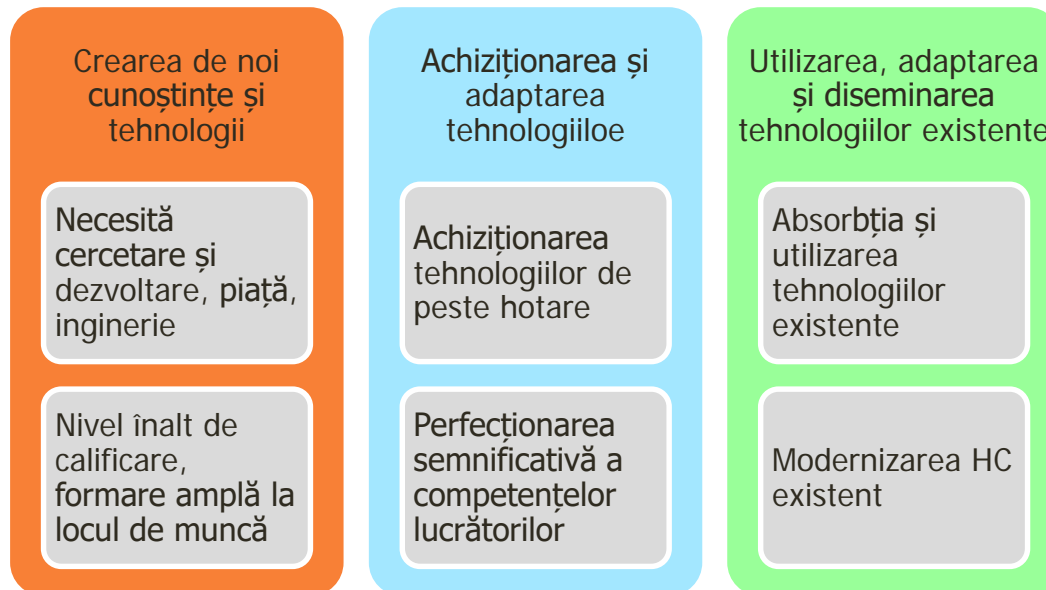 Crearea de noi
cunoștințe și
tehnologii
Necesită
cercetare și
dezvoltare, piață,
inginerie
Nivel înalt de
calificare,
formare amplă la
locul de muncă
Achiziționarea și
adaptarea
tehnologiiloe
Achiziționarea
tehnologiilor de
peste hotare
Perfecționarea
semnificativă a
competențelor
lucrătorilor
Utilizarea, adaptarea
și diseminarea
tehnologiilor existente
Absorbția și
utilizarea
tehnologiilor
existente
Modernizarea HC
existent